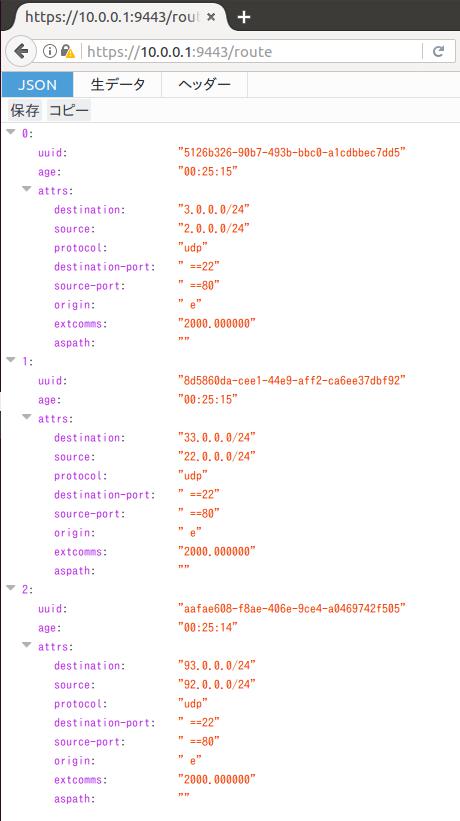 https://10.0.0.1:9443/rout
https://10.0.0.1:9443/route
JSON 生データ ヘッダー
保存 コピー
0:
uuid: "5126b326-90b7-493b-bbc0-a1cdbbec7dd5"
age: "00:25:15"
attrs:
destination: "3.0.0.0/24"
source: "2.0.0.0/24"
protocol: "udp"
destination-port: " ==22"
source-port: " ==80"
origin: " e"
extcomms: "2000.000000"
aspath: ""
1:
uuid: "8d5860da-cee1-44e9-aff2-ca6ee37dbf92"
age: "00:25:15"
attrs:
destination: "33.0.0.0/24"
source: "22.0.0.0/24"
protocol: "udp"
destination-port: " ==22"
source-port: " ==80"
origin: " e"
extcomms: "2000.000000"
aspath: ""
2:
uuid: "aafae608-f8ae-406e-9ce4-a0469742f505"
age: "00:25:14"
attrs:
destination: "93.0.0.0/24"
source: "92.0.0.0/24"
protocol: "udp"
destination-port: " ==22"
source-port: " ==80"
origin: " e"
extcomms: "2000.000000"
aspath: ""